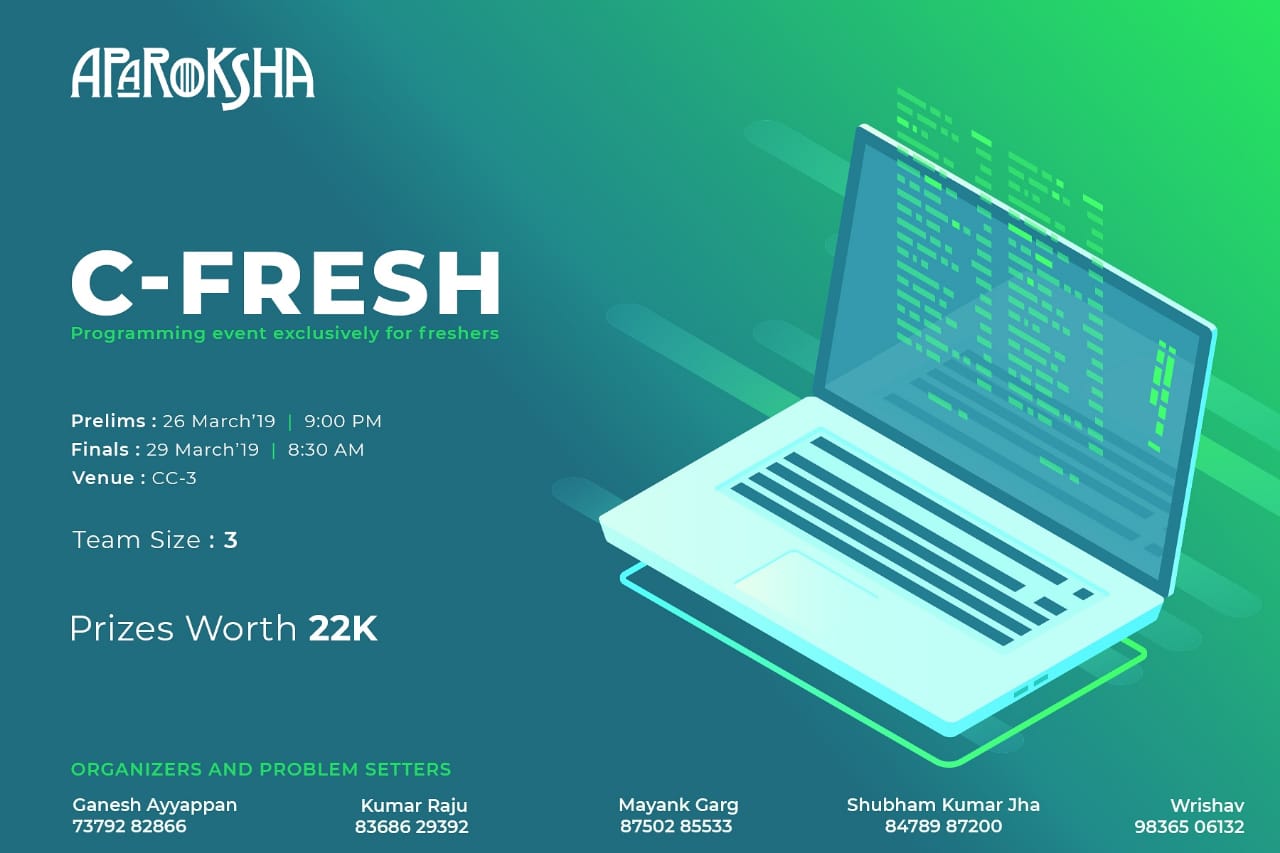 APAROKSHA
C-FRESH
Programming event exclusively for freshers
Prelims : 26 March’19 | 9:00 PM
Finals : 29 March’19 | 8:30 AM
Venue : CC-3
Team Size : 3
Prizes Worth 22K
ORGANIZERS AND PROBLEM SETTERS
Ganesh Ayyappan Kumar Raju Mayank Garg Shubham Kumar Jha Wrishav
73792 82866 83686 29392 87502 85533 84789 87200 98365 06132